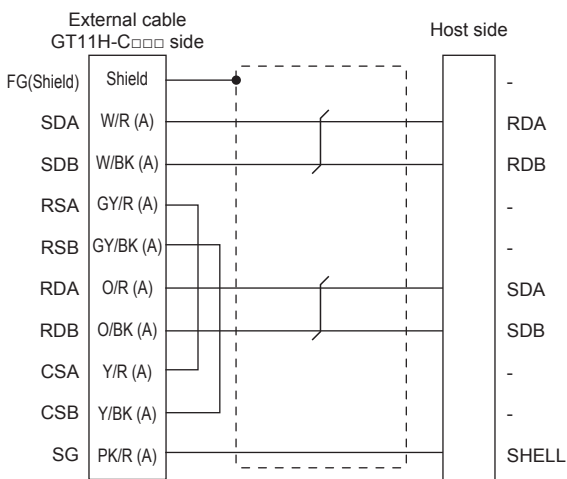 External cable
GT11H-C□□□ side
Host side
FG(Shield) Shield -
SDA W/R (A) RDA
SDB W/BK (A) RDB
RSA GY/R (A) -
RSB GY/BK (A) -
RDA O/R (A) SDA
RDB O/BK (A) SDB
CSA Y/R (A) -
CSB Y/BK (A) -
SG PK/R (A) SHELL